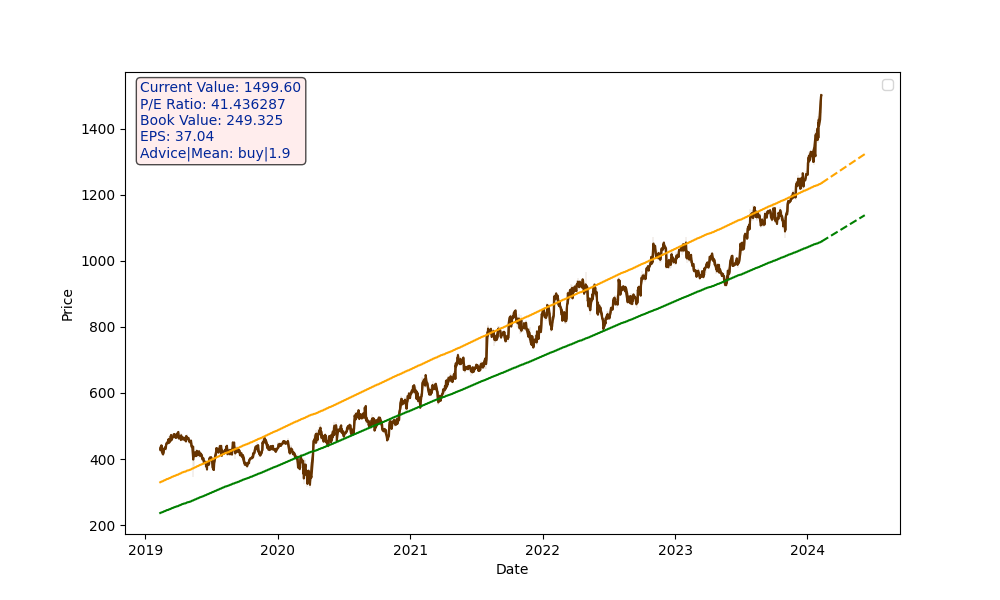 Current Value: 1499.60
P/E Ratio: 41.436287
Book Value: 249.325
EPS: 37.04
Advice|Mean: buy|1.9
Price
1400
1200
1000
800
600
400
200
2019 2020 2021 2022 2023 2024
Date